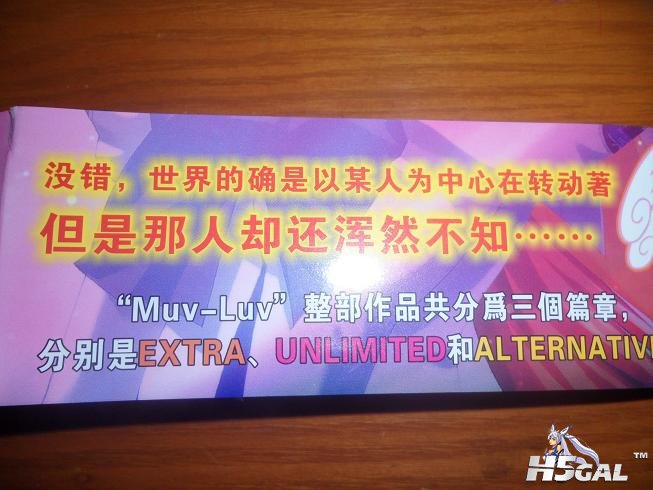 没错，世界的确是以某人为中心在转动著
但是那人却还浑然不知……
“Muv-Luv”整部作品共分爲三個篇章，
分别是EXTRA、UNLIMITED和ALTERNATIV
H5GAL™